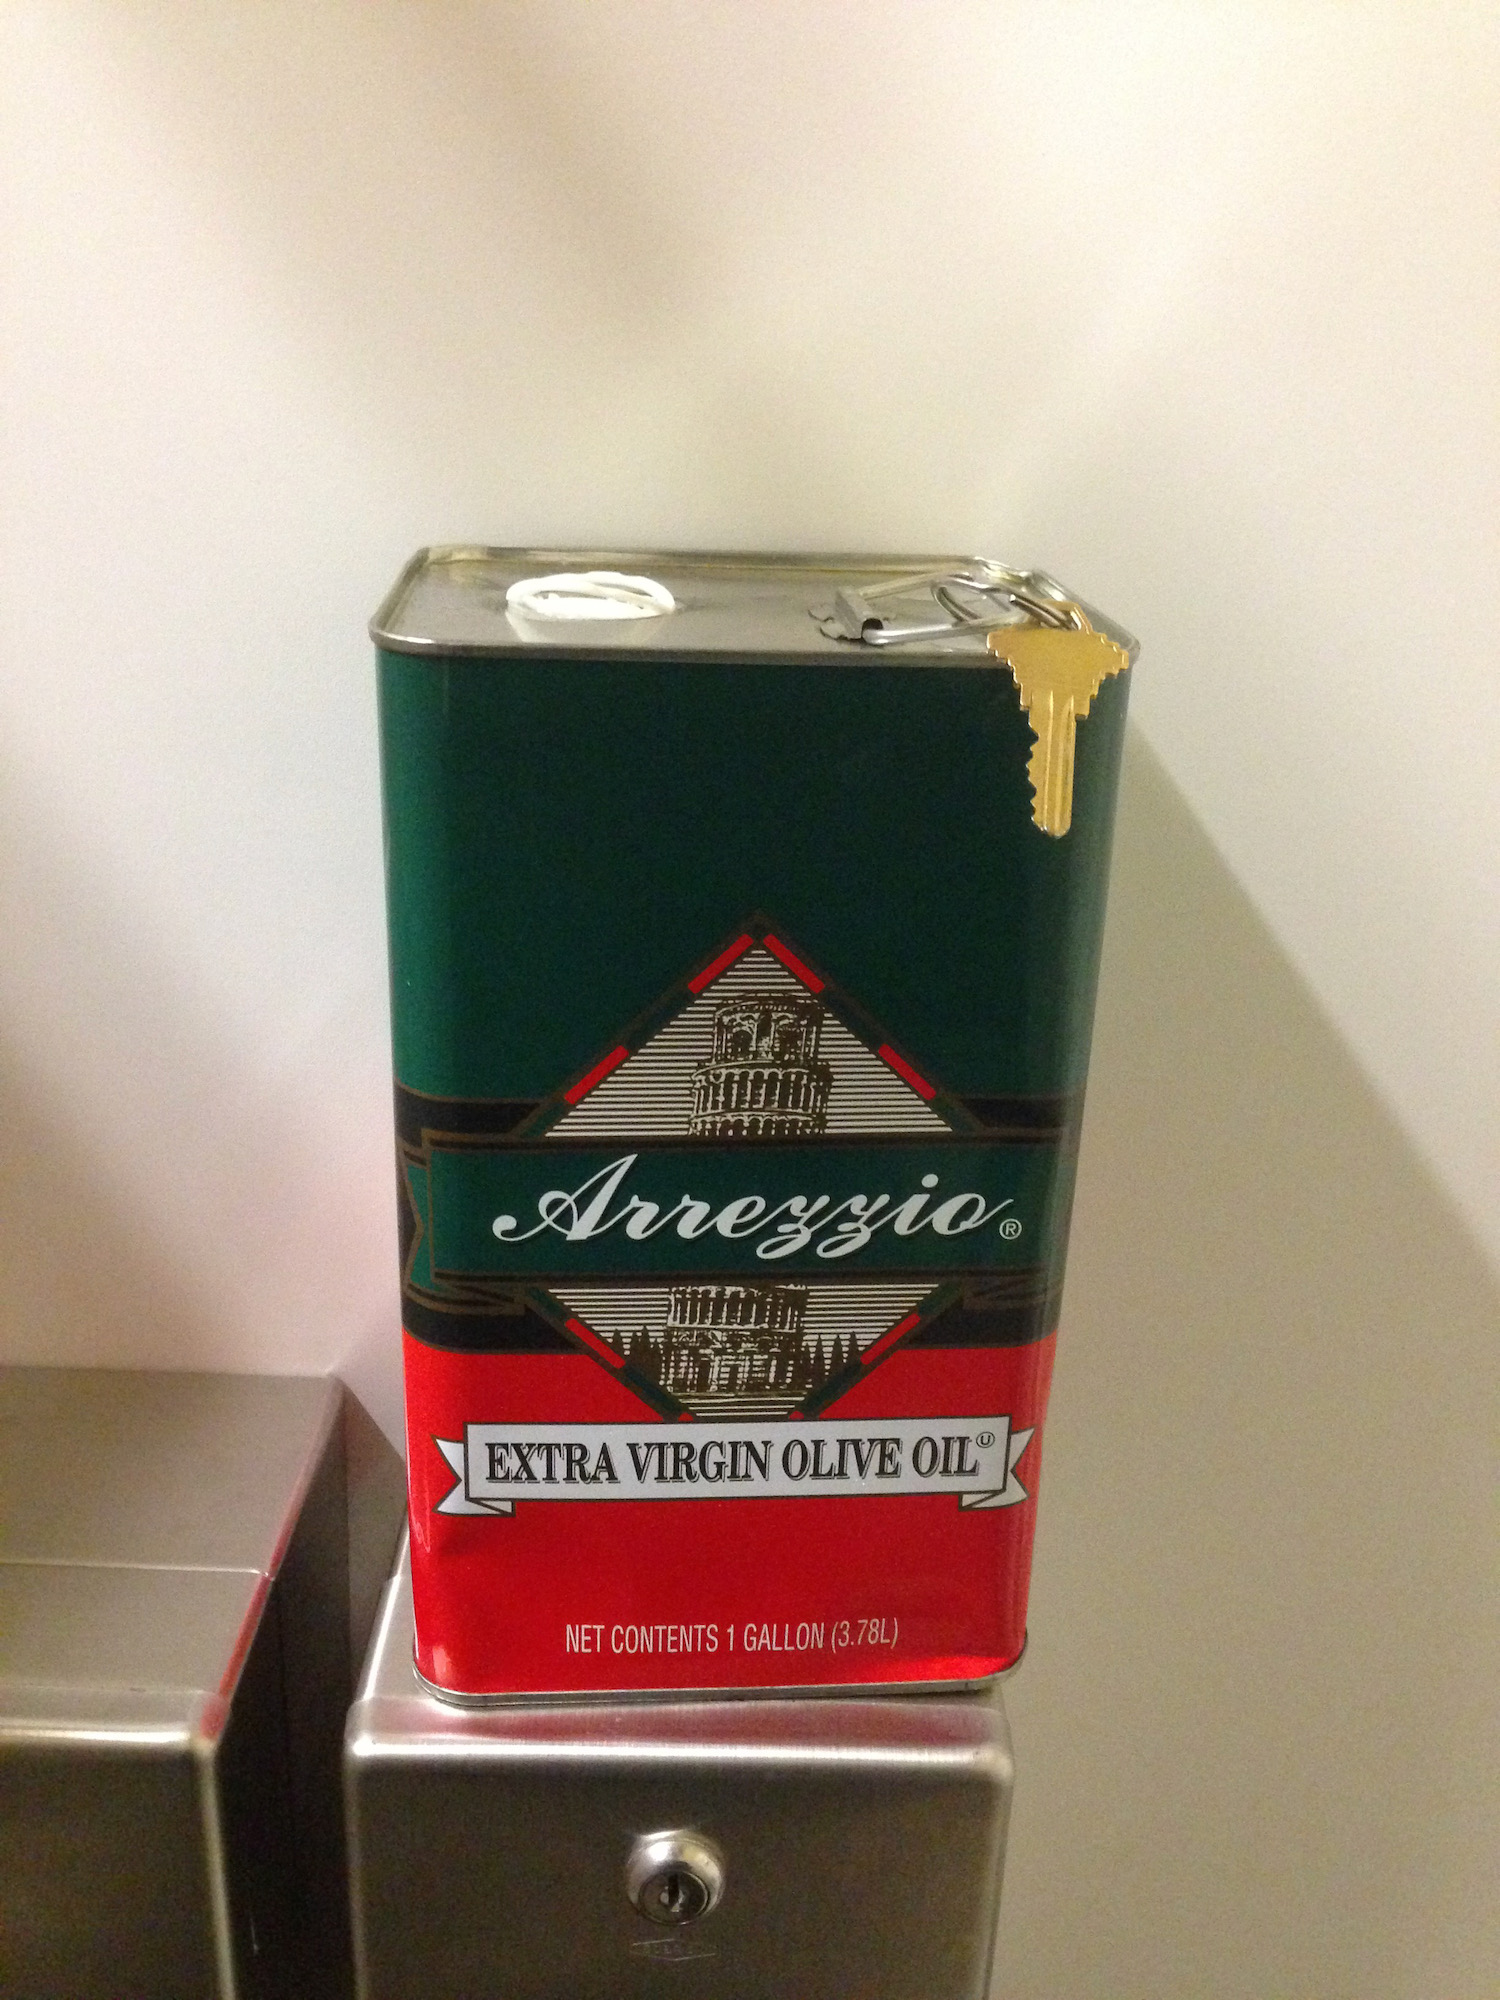 Arrezzio®
EXTRA VIRGIN OLIVE OIL Ⓤ
NET CONTENTS 1 GALLON (3.78L)